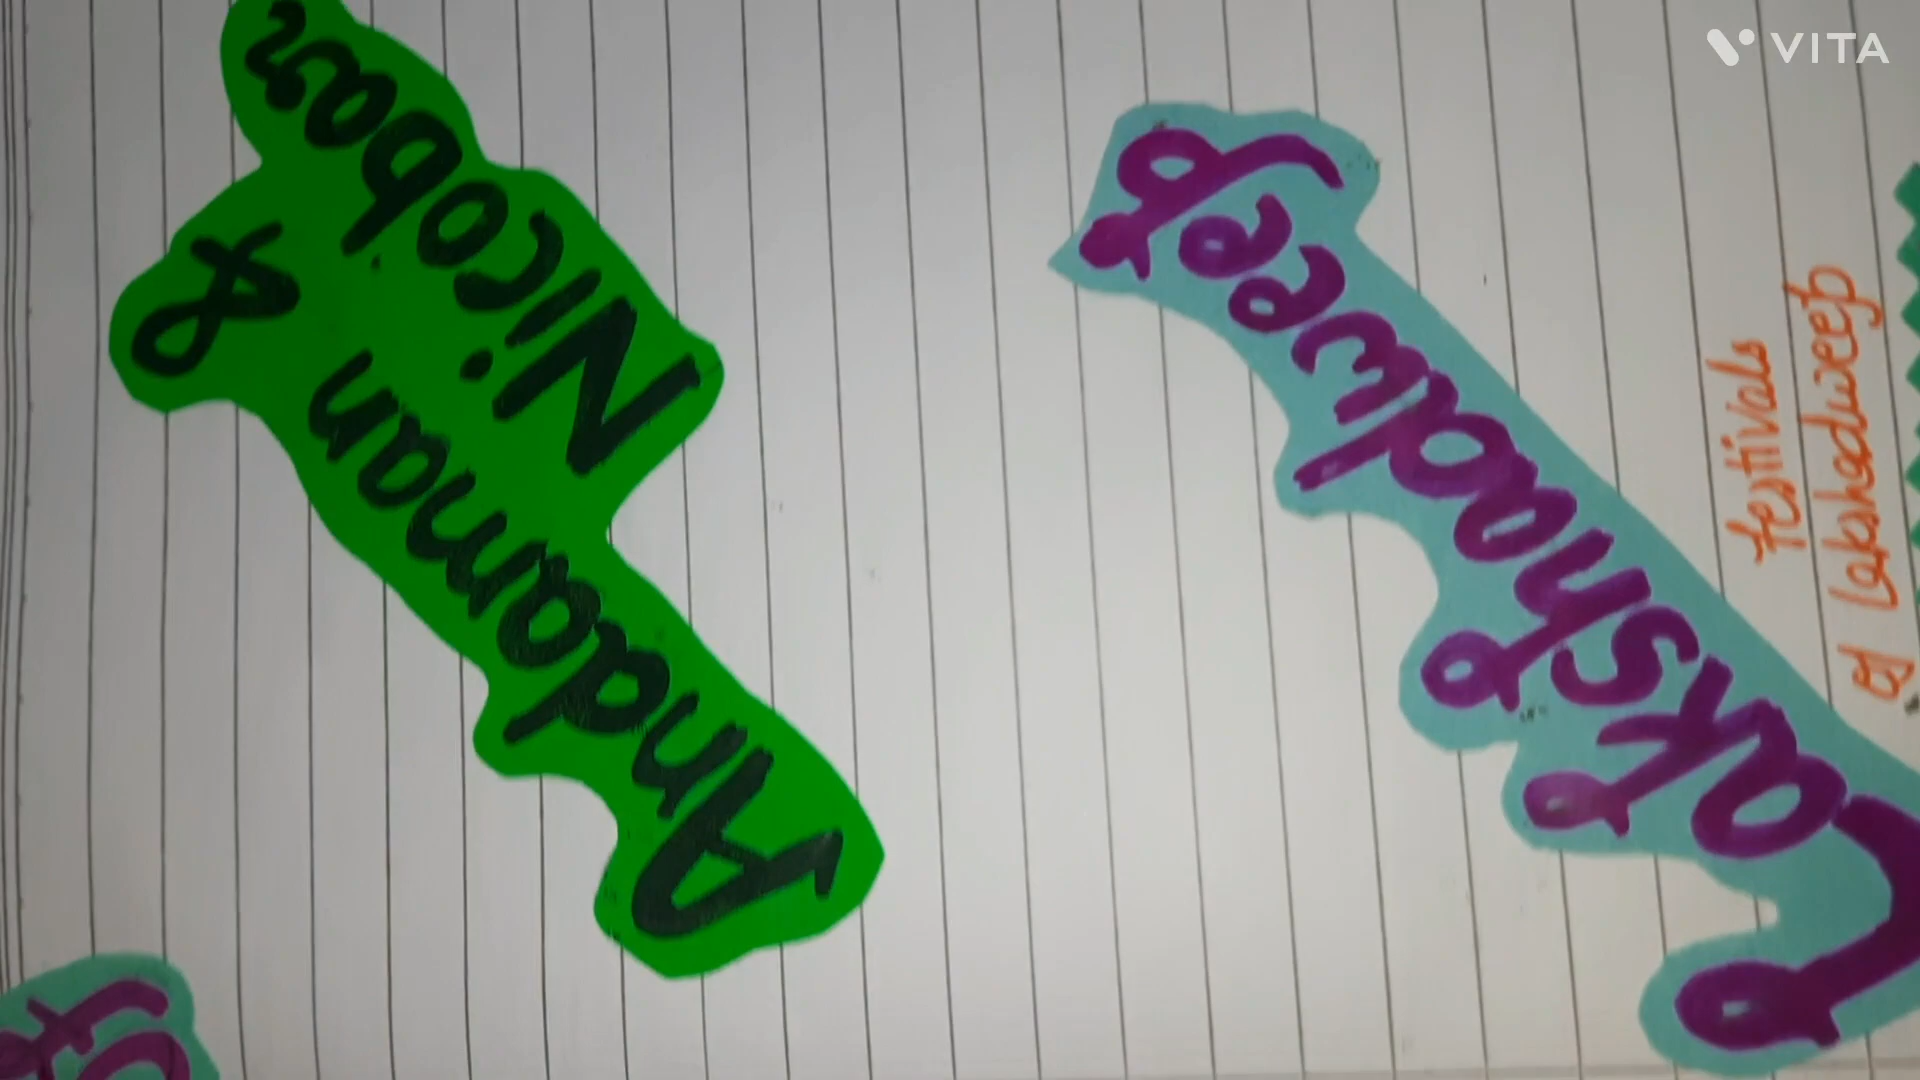 VITA
Andaman &
Nicobar
Lakshadweep
festivals
of lakshadweep